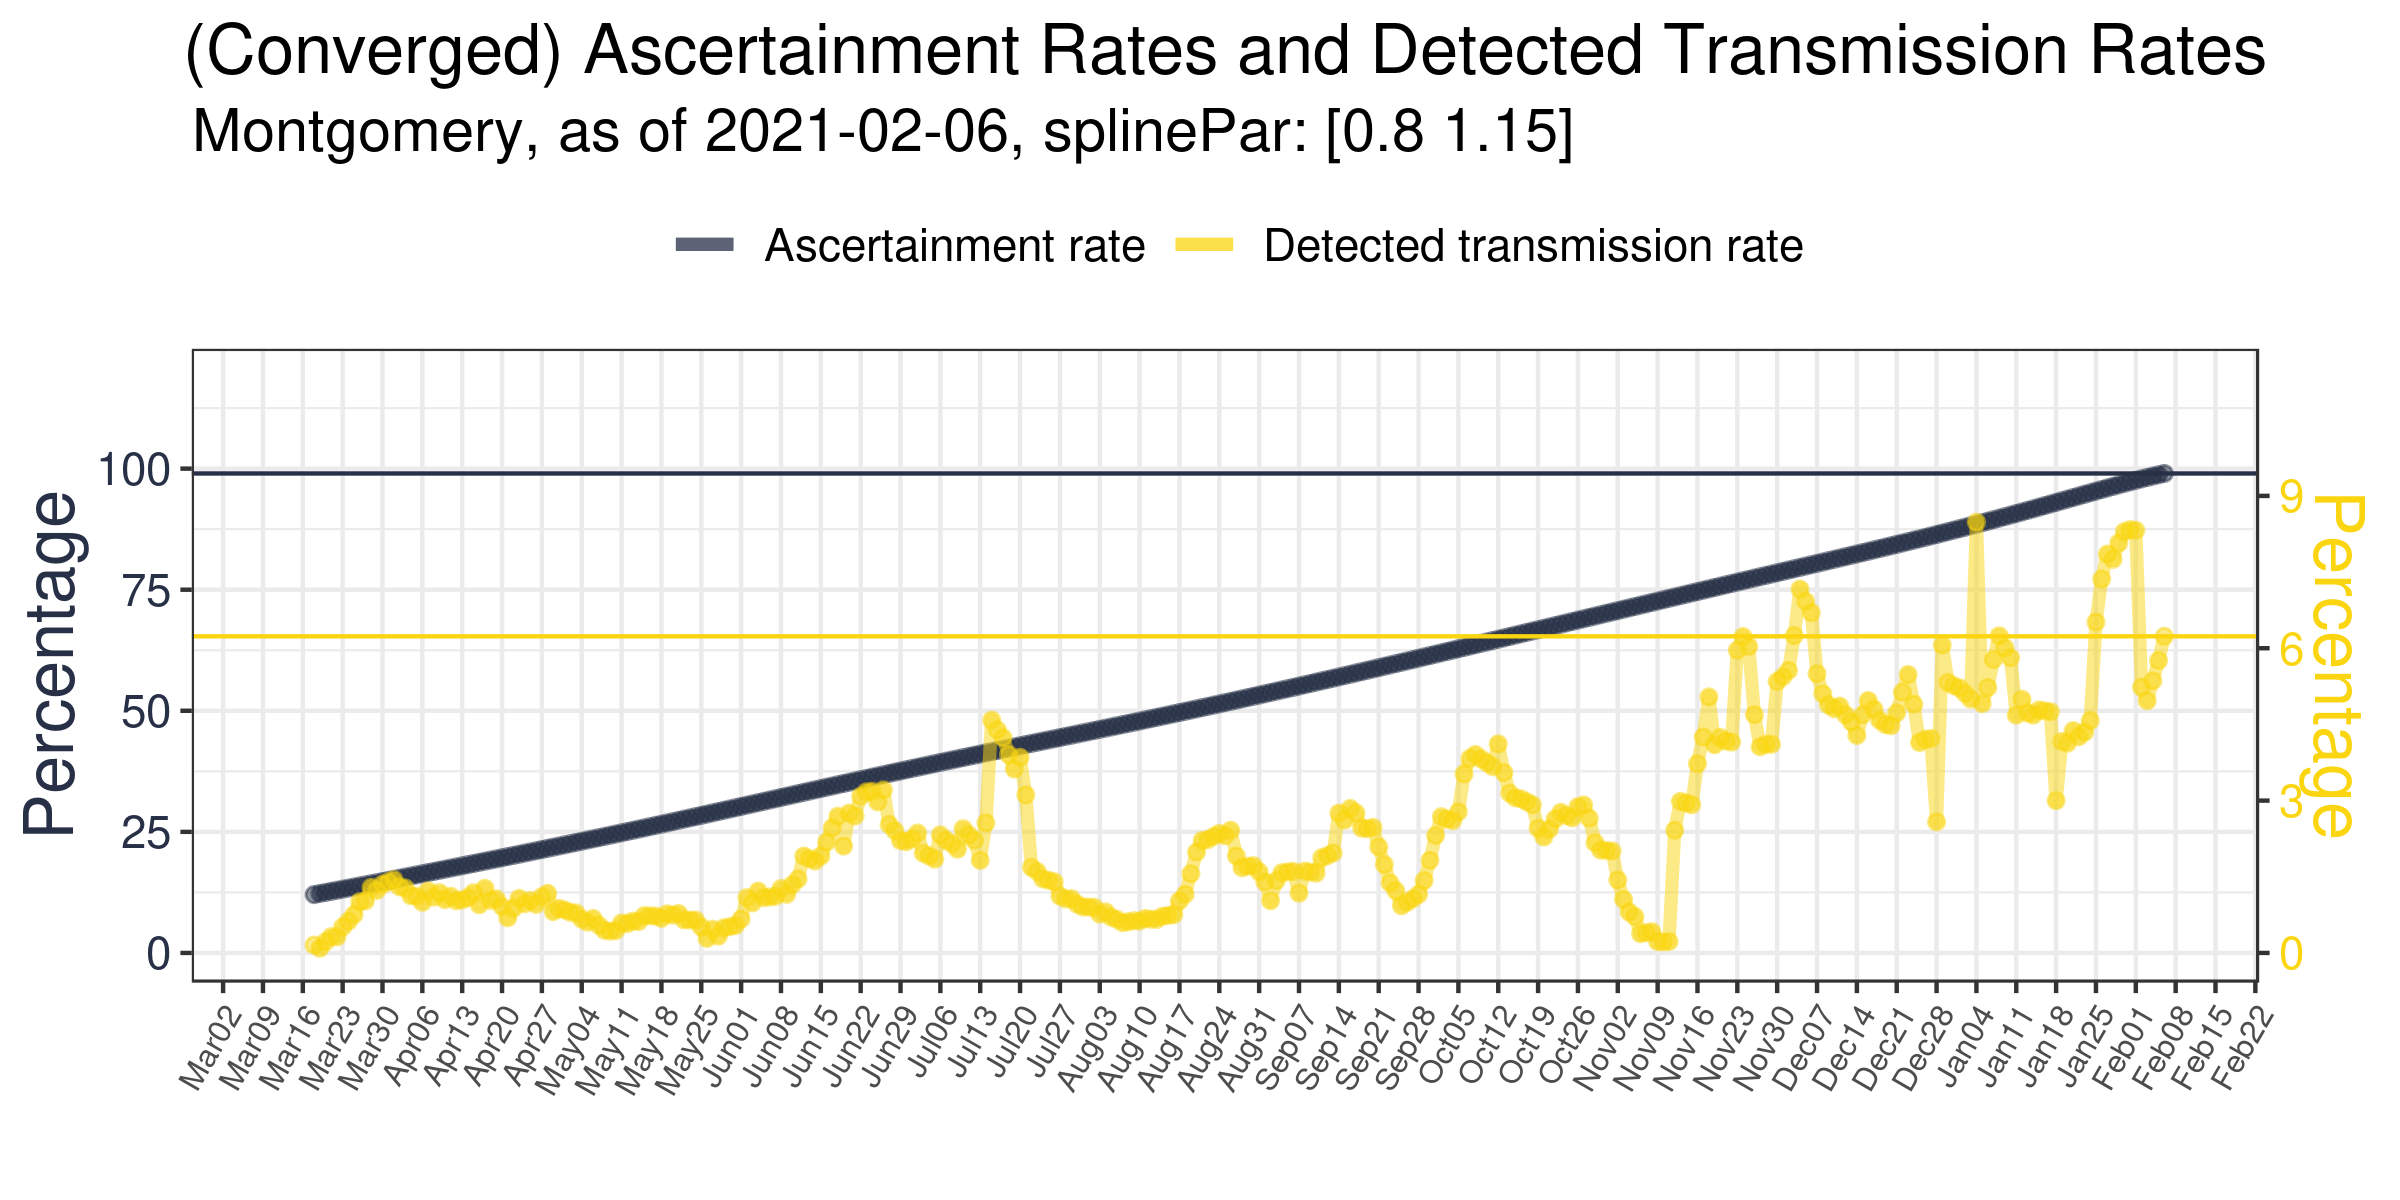 (Converged) Ascertainment Rates and Detected Transmission Rates
Montgomery, as of 2021-02-06, splinePar: [0.8 1.15]
Ascertainment rate
Detected transmission rate
Percentage
100
75
50
25
0
9
6
3
0
Percentage
Mar02
Mar09
Mar16
Mar23
Mar30
Apr06
Apr13
Apr20
Apr27
May04
May11
May18
May25
Jun01
Jun08
Jun15
Jun22
Jun29
Jul06
Jul13
Jul20
Jul27
Aug03
Aug10
Aug17
Aug24
Aug31
Sep07
Sep14
Sep21
Sep28
Oct05
Oct12
Oct19
Oct26
Nov02
Nov09
Nov16
Nov23
Nov30
Dec07
Dec14
Dec21
Dec28
Jan04
Jan11
Jan18
Jan25
Feb01
Feb08
Feb15
Feb22